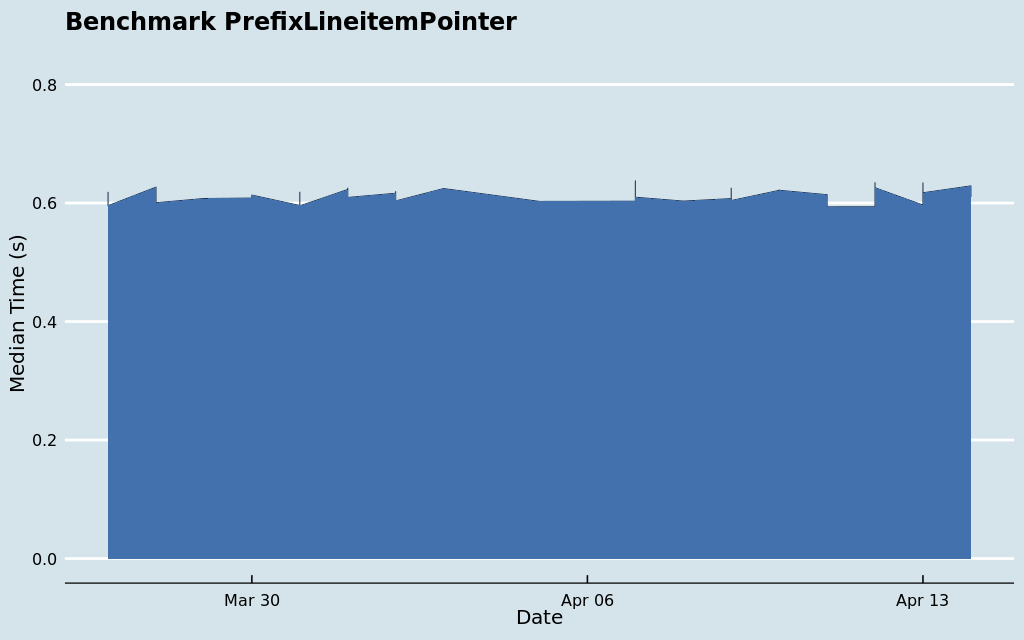 Benchmark PrefixLineitemPointer
0.8
0.6
0.4
0.2
0.0
Median Time (s)
Mar 30
Apr 06
Apr 13
Date